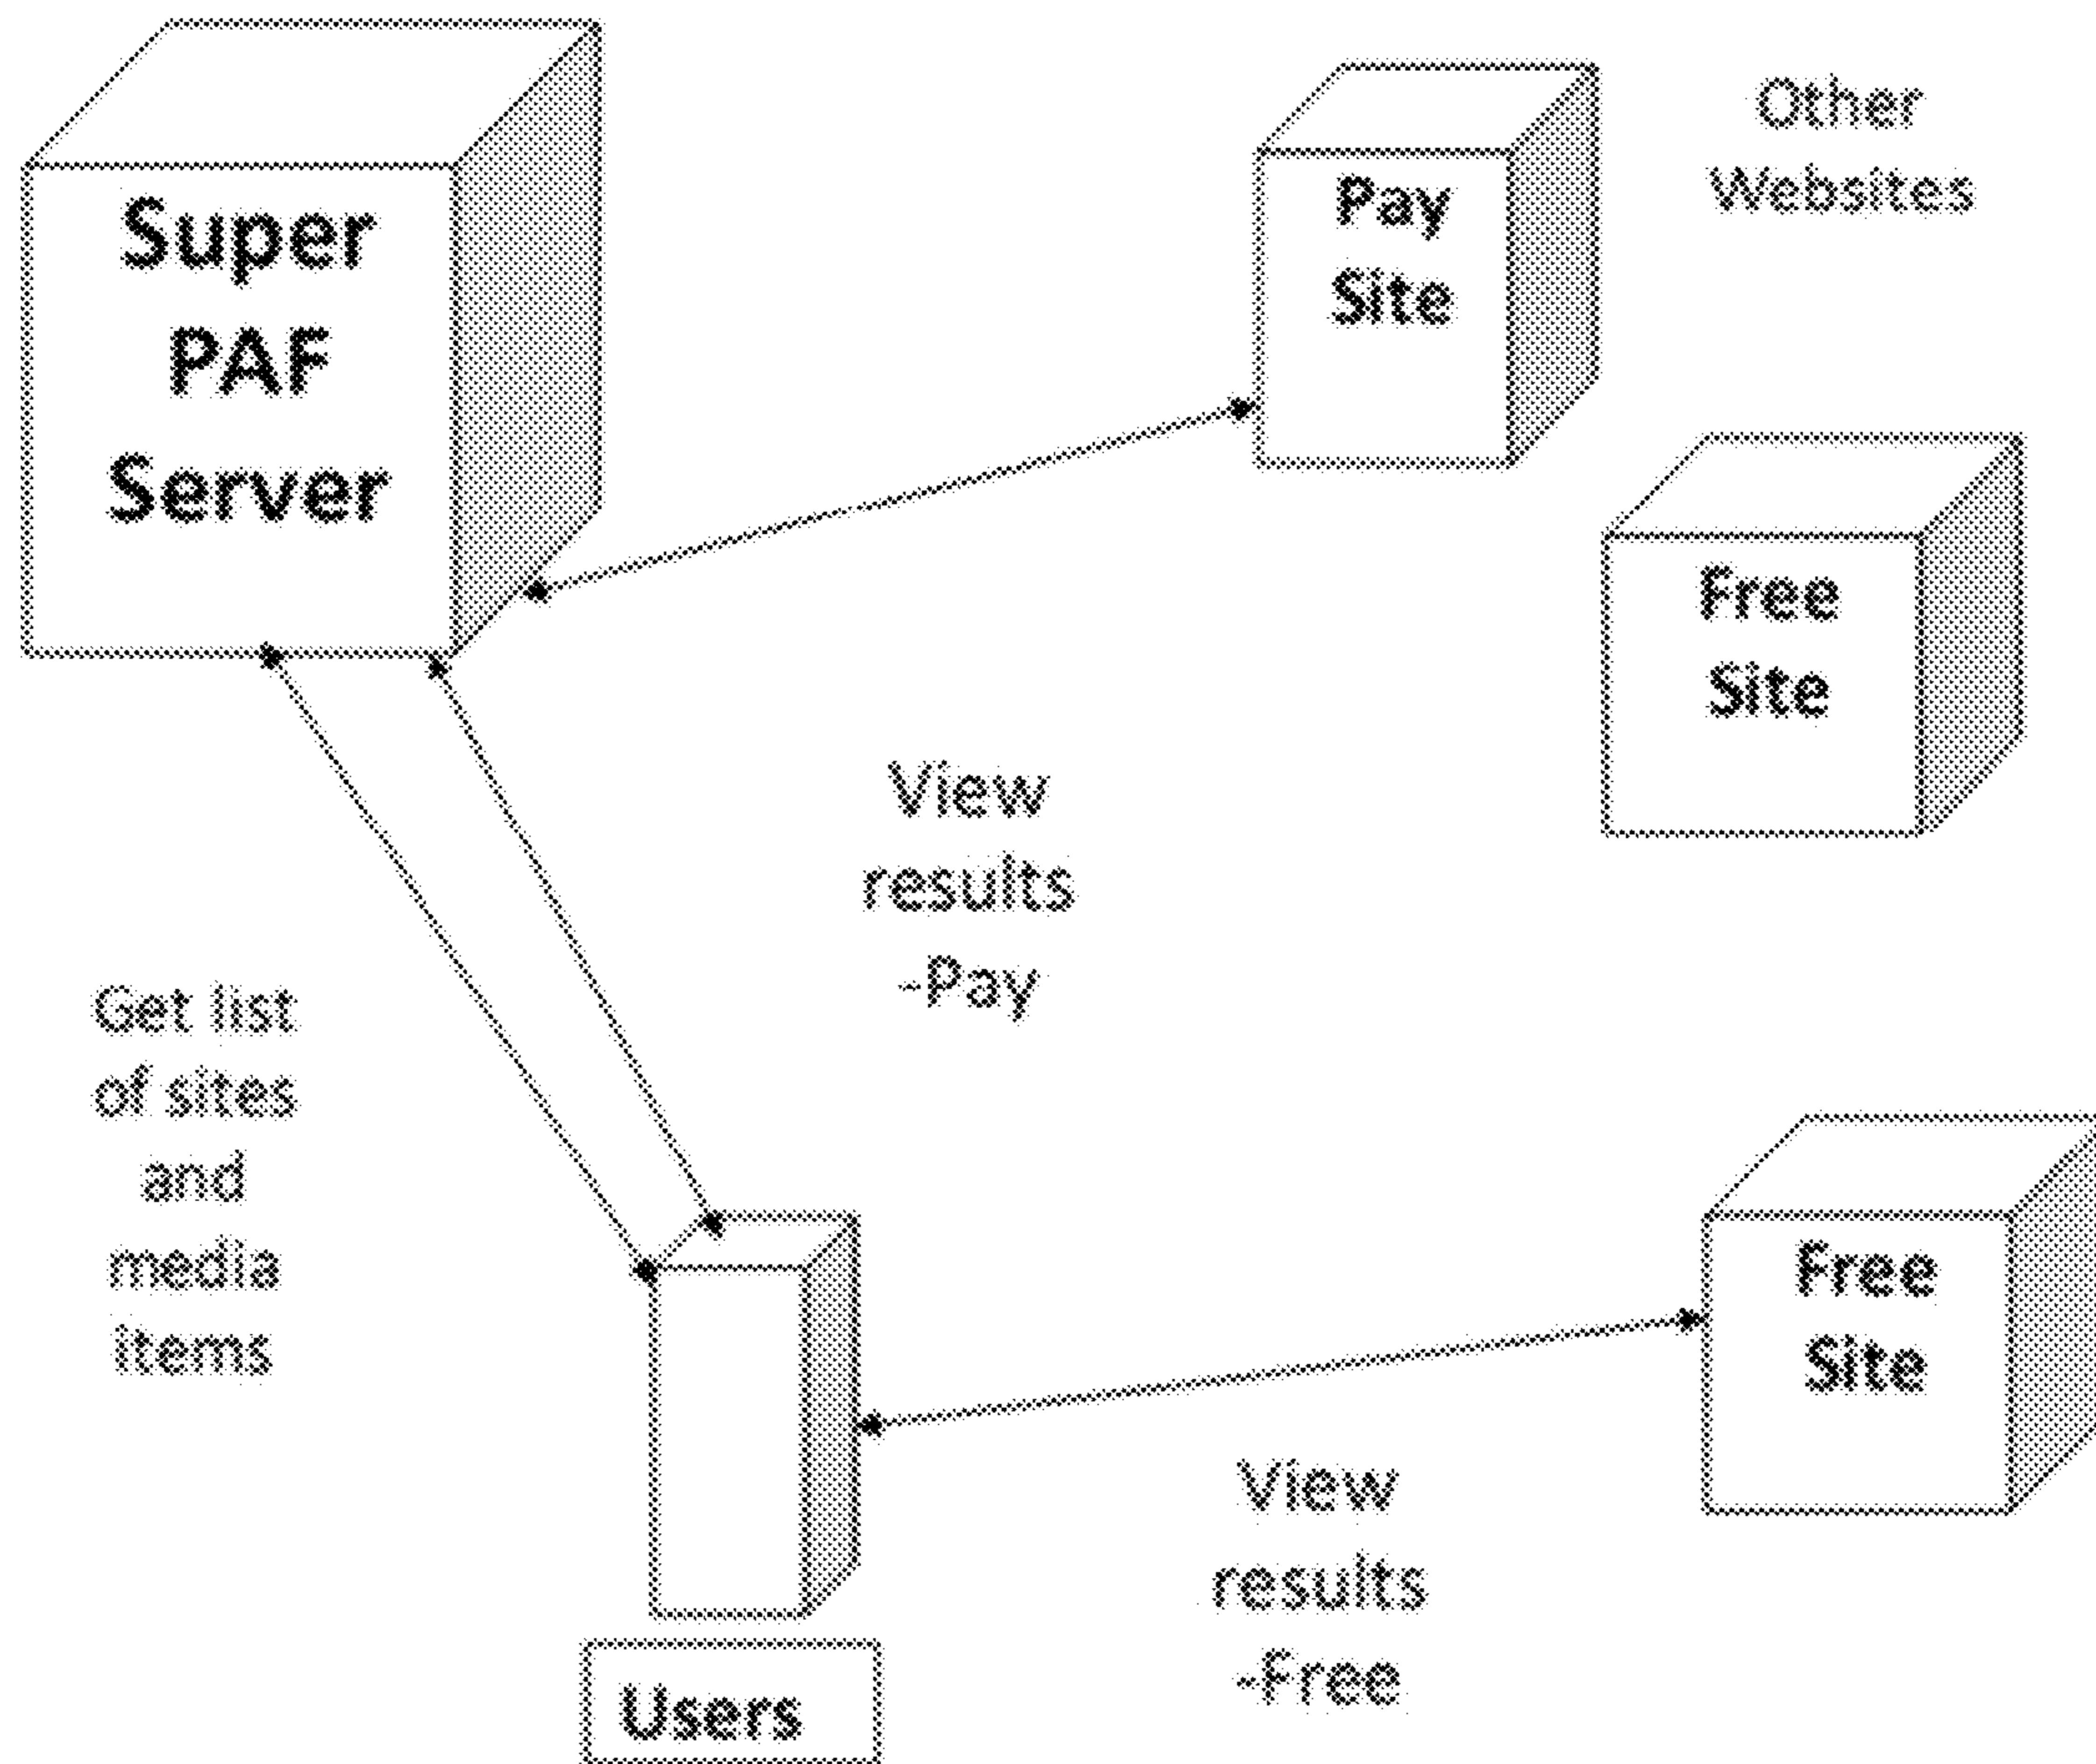 Super
PAF
Server
Pay
Site
Other
Websites
Free
Site
View
results
-Pay
Get list
of sites
and
media
items
Free
Site
View
results
-Free
Users